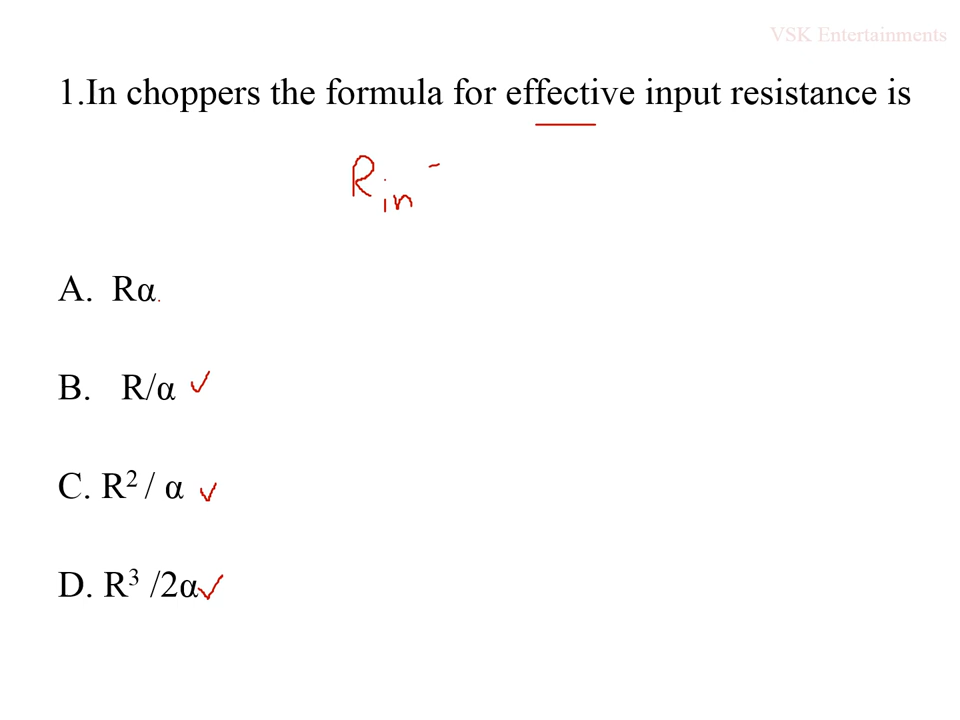 VSK Entertainments
1.In choppers the formula for effective input resistance is
Rin -
A. Rα
B. R/α ✓
C. R² / α ✓
D. R³ /2α✓